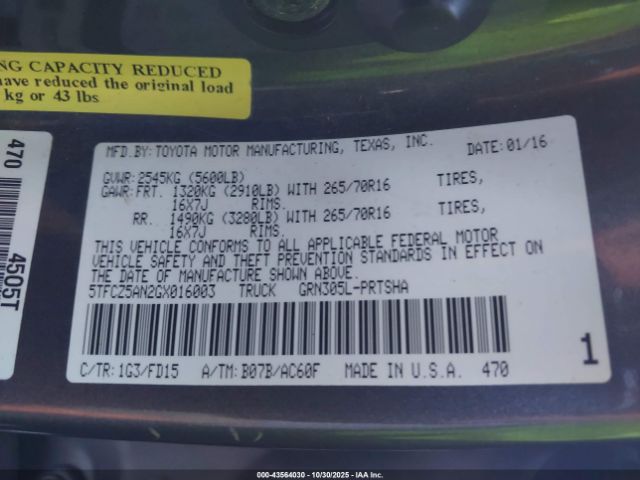 NG CAPACITY REDUCED
have reduced the original load
kg or 43 lbs
470
4505T
MFD.BY: TOYOTA MOTOR MANUFACTURING, TEXAS, INC. DATE: 01/16
GVWR: 2545KG (5600LB)
GAWR: FRT. 1320KG (2910LB) WITH 265/70R16 TIRES,
16X7J RIMS.
RR. 1490KG (3280LB) WITH 265/70R16 TIRES,
16X7J RIMS.
THIS VEHICLE CONFORMS TO ALL APPLICABLE FEDERAL MOTOR
VEHICLE SAFETY AND THEFT PREVENTION STANDARDS IN EFFECT ON
THE DATE OF MANUFACTURE SHOWN ABOVE.
5TFCZ5AN2GX016003 TRUCK GRN305L-PRTSHA
1
C/TR: 1G3/FD15 A/TM: B07B/AC60F MADE IN U.S.A. 470
000-43564030 - 10/30/2025 - IAA Inc.